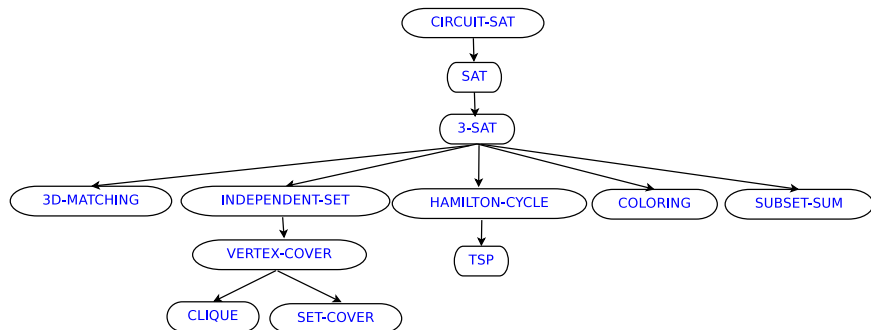 CIRCUIT-SAT
SAT
3-SAT
3D-MATCHING
INDEPENDENT-SET
HAMILTON-CYCLE
COLORING
SUBSET-SUM
VERTEX-COVER
TSP
CLIQUE
SET-COVER